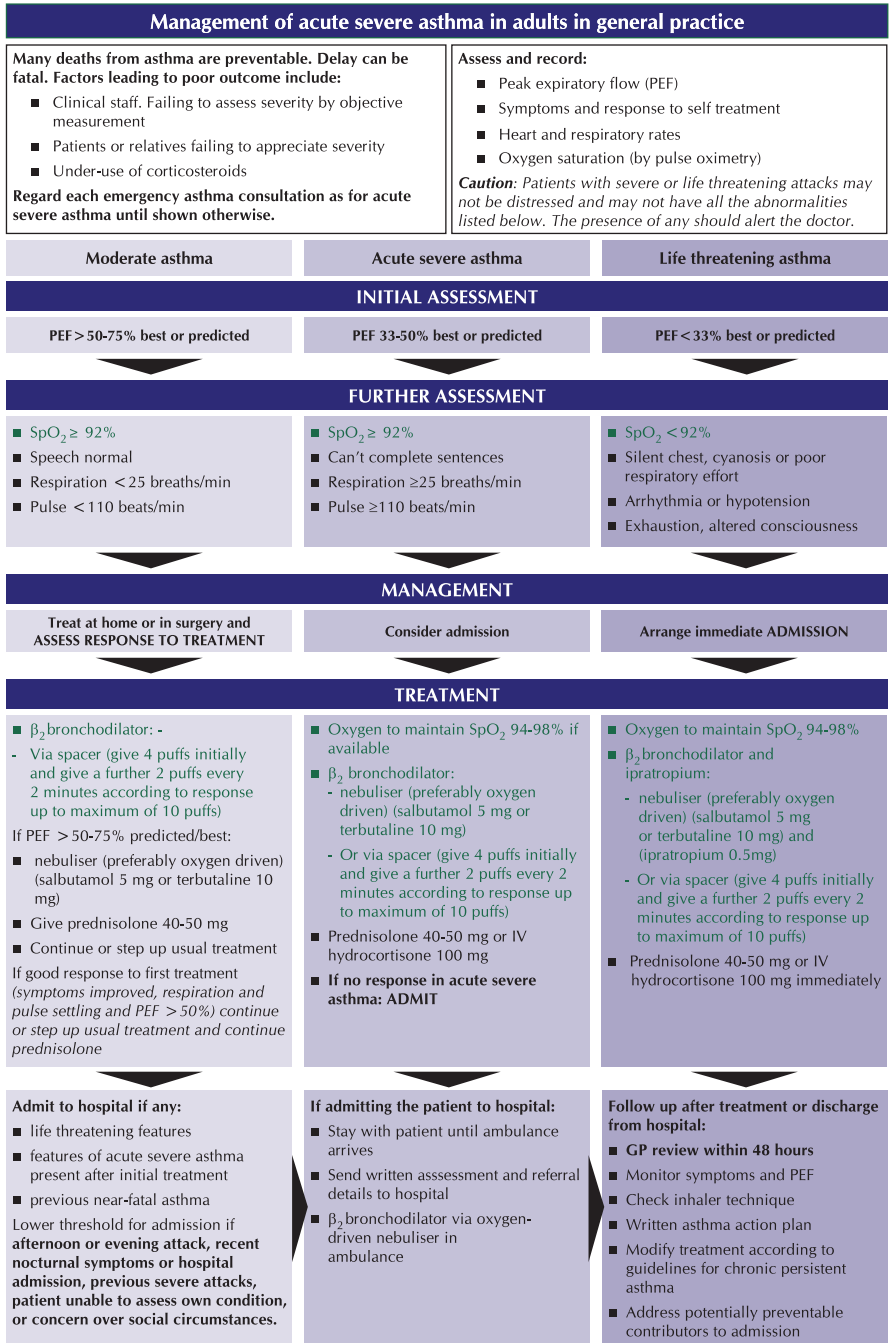 Management of acute severe asthma in adults in general practice
Many deaths from asthma are preventable. Delay can be
fatal. Factors leading to poor outcome include:
■ Clinical staff. Failing to assess severity by objective
measurement
■ Patients or relatives failing to appreciate severity
■ Under-use of corticosteroids
Regard each emergency asthma consultation as for acute
severe asthma until shown otherwise.
Assess and record:
■ Peak expiratory flow (PEF)
■ Symptoms and response to self treatment
■ Heart and respiratory rates
■ Oxygen saturation (by pulse oximetry)
Caution: Patients with severe or life threatening attacks may
not be distressed and may not have all the abnormalities
listed below. The presence of any should alert the doctor.
Moderate asthma
Acute severe asthma
Life threatening asthma
INITIAL ASSESSMENT
PEF>50-75% best or predicted
PEF 33-50% best or predicted
PEF<33% best or predicted
FURTHER ASSESSMENT
■ SpO₂≥ 92%
■ Speech normal
■ Respiration <25 breaths/min
■ Pulse <110 beats/min
■ SpO₂≥ 92%
■ Can't complete sentences
■ Respiration ≥25 breaths/min
■ Pulse ≥110 beats/min
■ SpO₂ <92%
■ Silent chest, cyanosis or poor
respiratory effort
■ Arrhythmia or hypotension
■ Exhaustion, altered consciousness
MANAGEMENT
Treat at home or in surgery and
ASSESS RESPONSE TO TREATMENT
Consider admission
Arrange immediate ADMISSION
TREATMENT
■ β₂bronchodilator: -
- Via spacer (give 4 puffs initially
and give a further 2 puffs every
2 minutes according to response
up to maximum of 10 puffs)
If PEF >50-75% predicted/best:
■ nebuliser (preferably oxygen driven)
(salbutamol 5 mg or terbutaline 10
mg)
■ Give prednisolone 40-50 mg
■ Continue or step up usual treatment
If good response to first treatment
(symptoms improved, respiration and
pulse settling and PEF >50%) continue
or step up usual treatment and continue
prednisolone
■ Oxygen to maintain SpO₂ 94-98% if
available
■ β₂ bronchodilator:
- nebuliser (preferably oxygen
driven) (salbutamol 5 mg or
terbutaline 10 mg)
- Or via spacer (give 4 puffs initially
and give a further 2 puffs every 2
minutes according to response up
to maximum of 10 puffs)
■ Prednisolone 40-50 mg or IV
hydrocortisone 100 mg
■ If no response in acute severe
asthma: ADMIT
■ Oxygen to maintain SpO₂ 94-98%
■ β₂bronchodilator and
ipratropium:
- nebuliser (preferably oxygen
driven) (salbutamol 5 mg
or terbutaline 10 mg) and
(ipratropium 0.5mg)
- Or via spacer (give 4 puffs initially
and give a further 2 puffs every 2
minutes according to response up
to maximum of 10 puffs)
■ Prednisolone 40-50 mg or IV
hydrocortisone 100 mg immediately
Admit to hospital if any:
■ life threatening features
■ features of acute severe asthma
present after initial treatment
■ previous near-fatal asthma
Lower threshold for admission if
afternoon or evening attack, recent
nocturnal symptoms or hospital
admission, previous severe attacks,
patient unable to assess own condition,
or concern over social circumstances.
If admitting the patient to hospital:
■ Stay with patient until ambulance
arrives
■ Send written asssessment and referral
details to hospital
■ β₂bronchodilator via oxygen-
driven nebuliser in
ambulance
Follow up after treatment or discharge
from hospital:
■ GP review within 48 hours
■ Monitor symptoms and PEF
■ Check inhaler technique
■ Written asthma action plan
■ Modify treatment according to
guidelines for chronic persistent
asthma
■ Address potentially preventable
contributors to admission